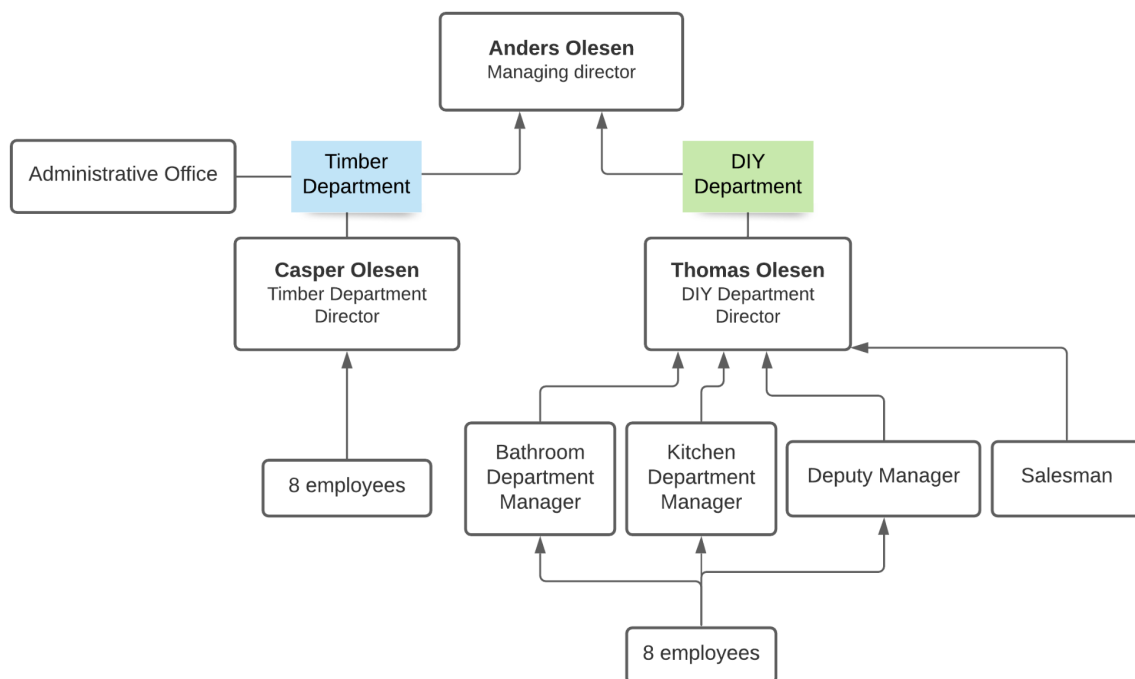 Anders Olesen
Managing director
Administrative Office
Timber
Department
DIY
Department
Casper Olesen
Timber Department
Director
Thomas Olesen
DIY Department
Director
8 employees
Bathroom
Department
Manager
Kitchen
Department
Manager
Deputy Manager
Salesman
8 employees